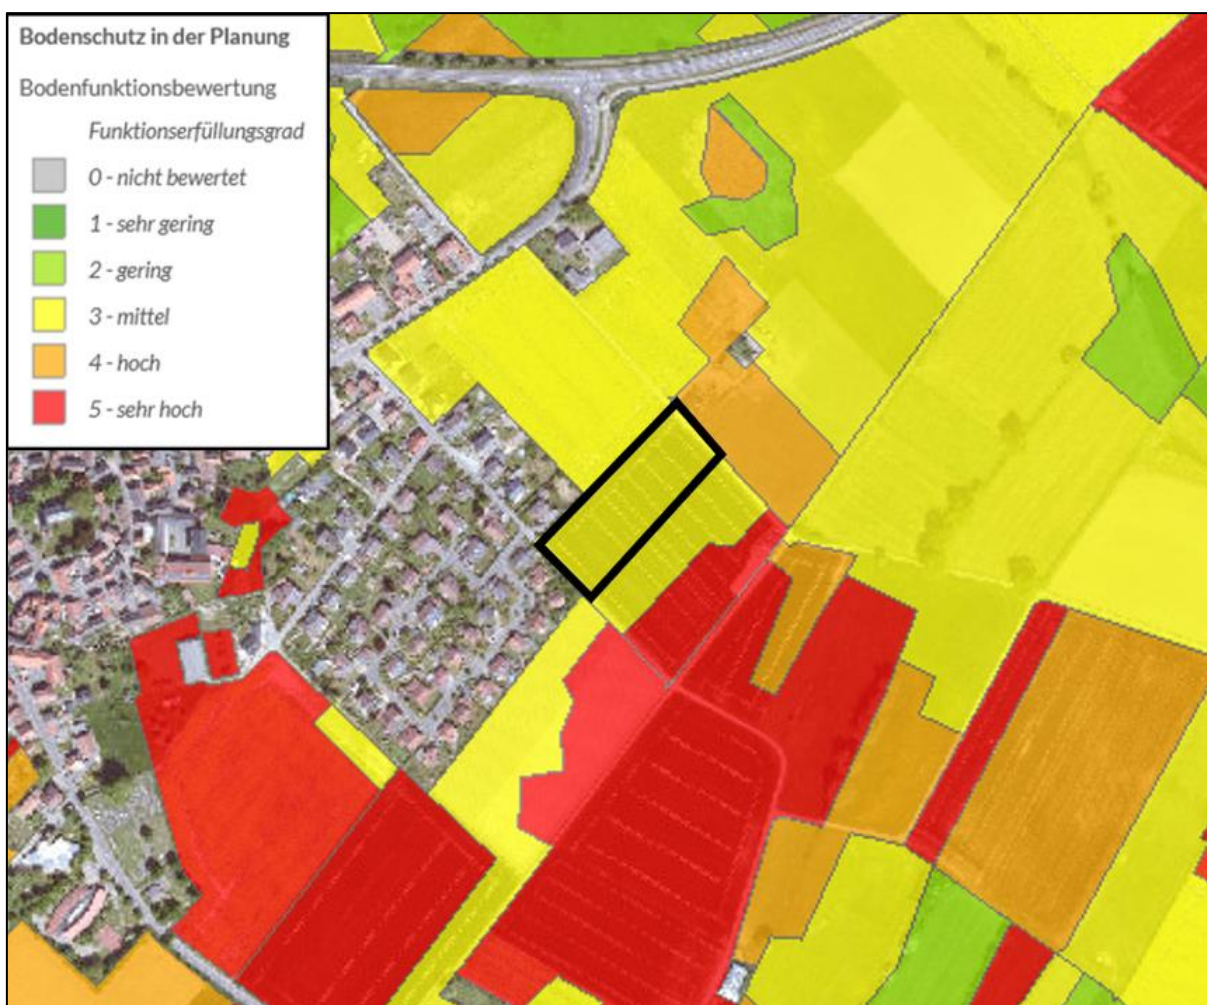 Bodenschutz in der Planung
Bodenfunktionsbewertung
Funktionserfüllungsgrad
0 - nicht bewertet
1 - sehr gering
2 - gering
3 - mittel
4 - hoch
5 - sehr hoch